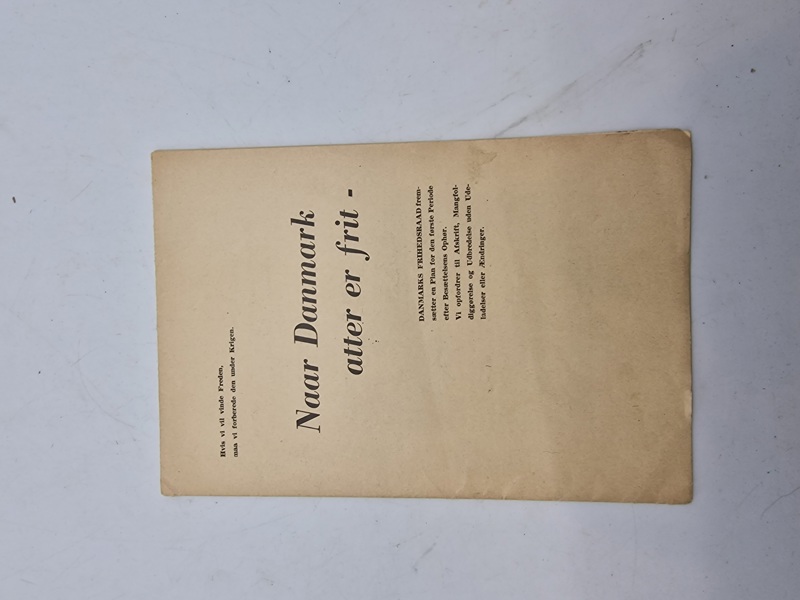 Hvis vi vil vinde Freden,
maa vi forberede den under Krigen.
Naar Danmark
atter er frit -
DANMARKS FRIHEDSRAAD frem-
sætter en Plan for den første Periode
efter Besættelsens Ophør.
Vi opfordrer til Afskrift, Mangfol-
diggørelse og Udbredelse uden Ude-
ladelser eller Ændringer.